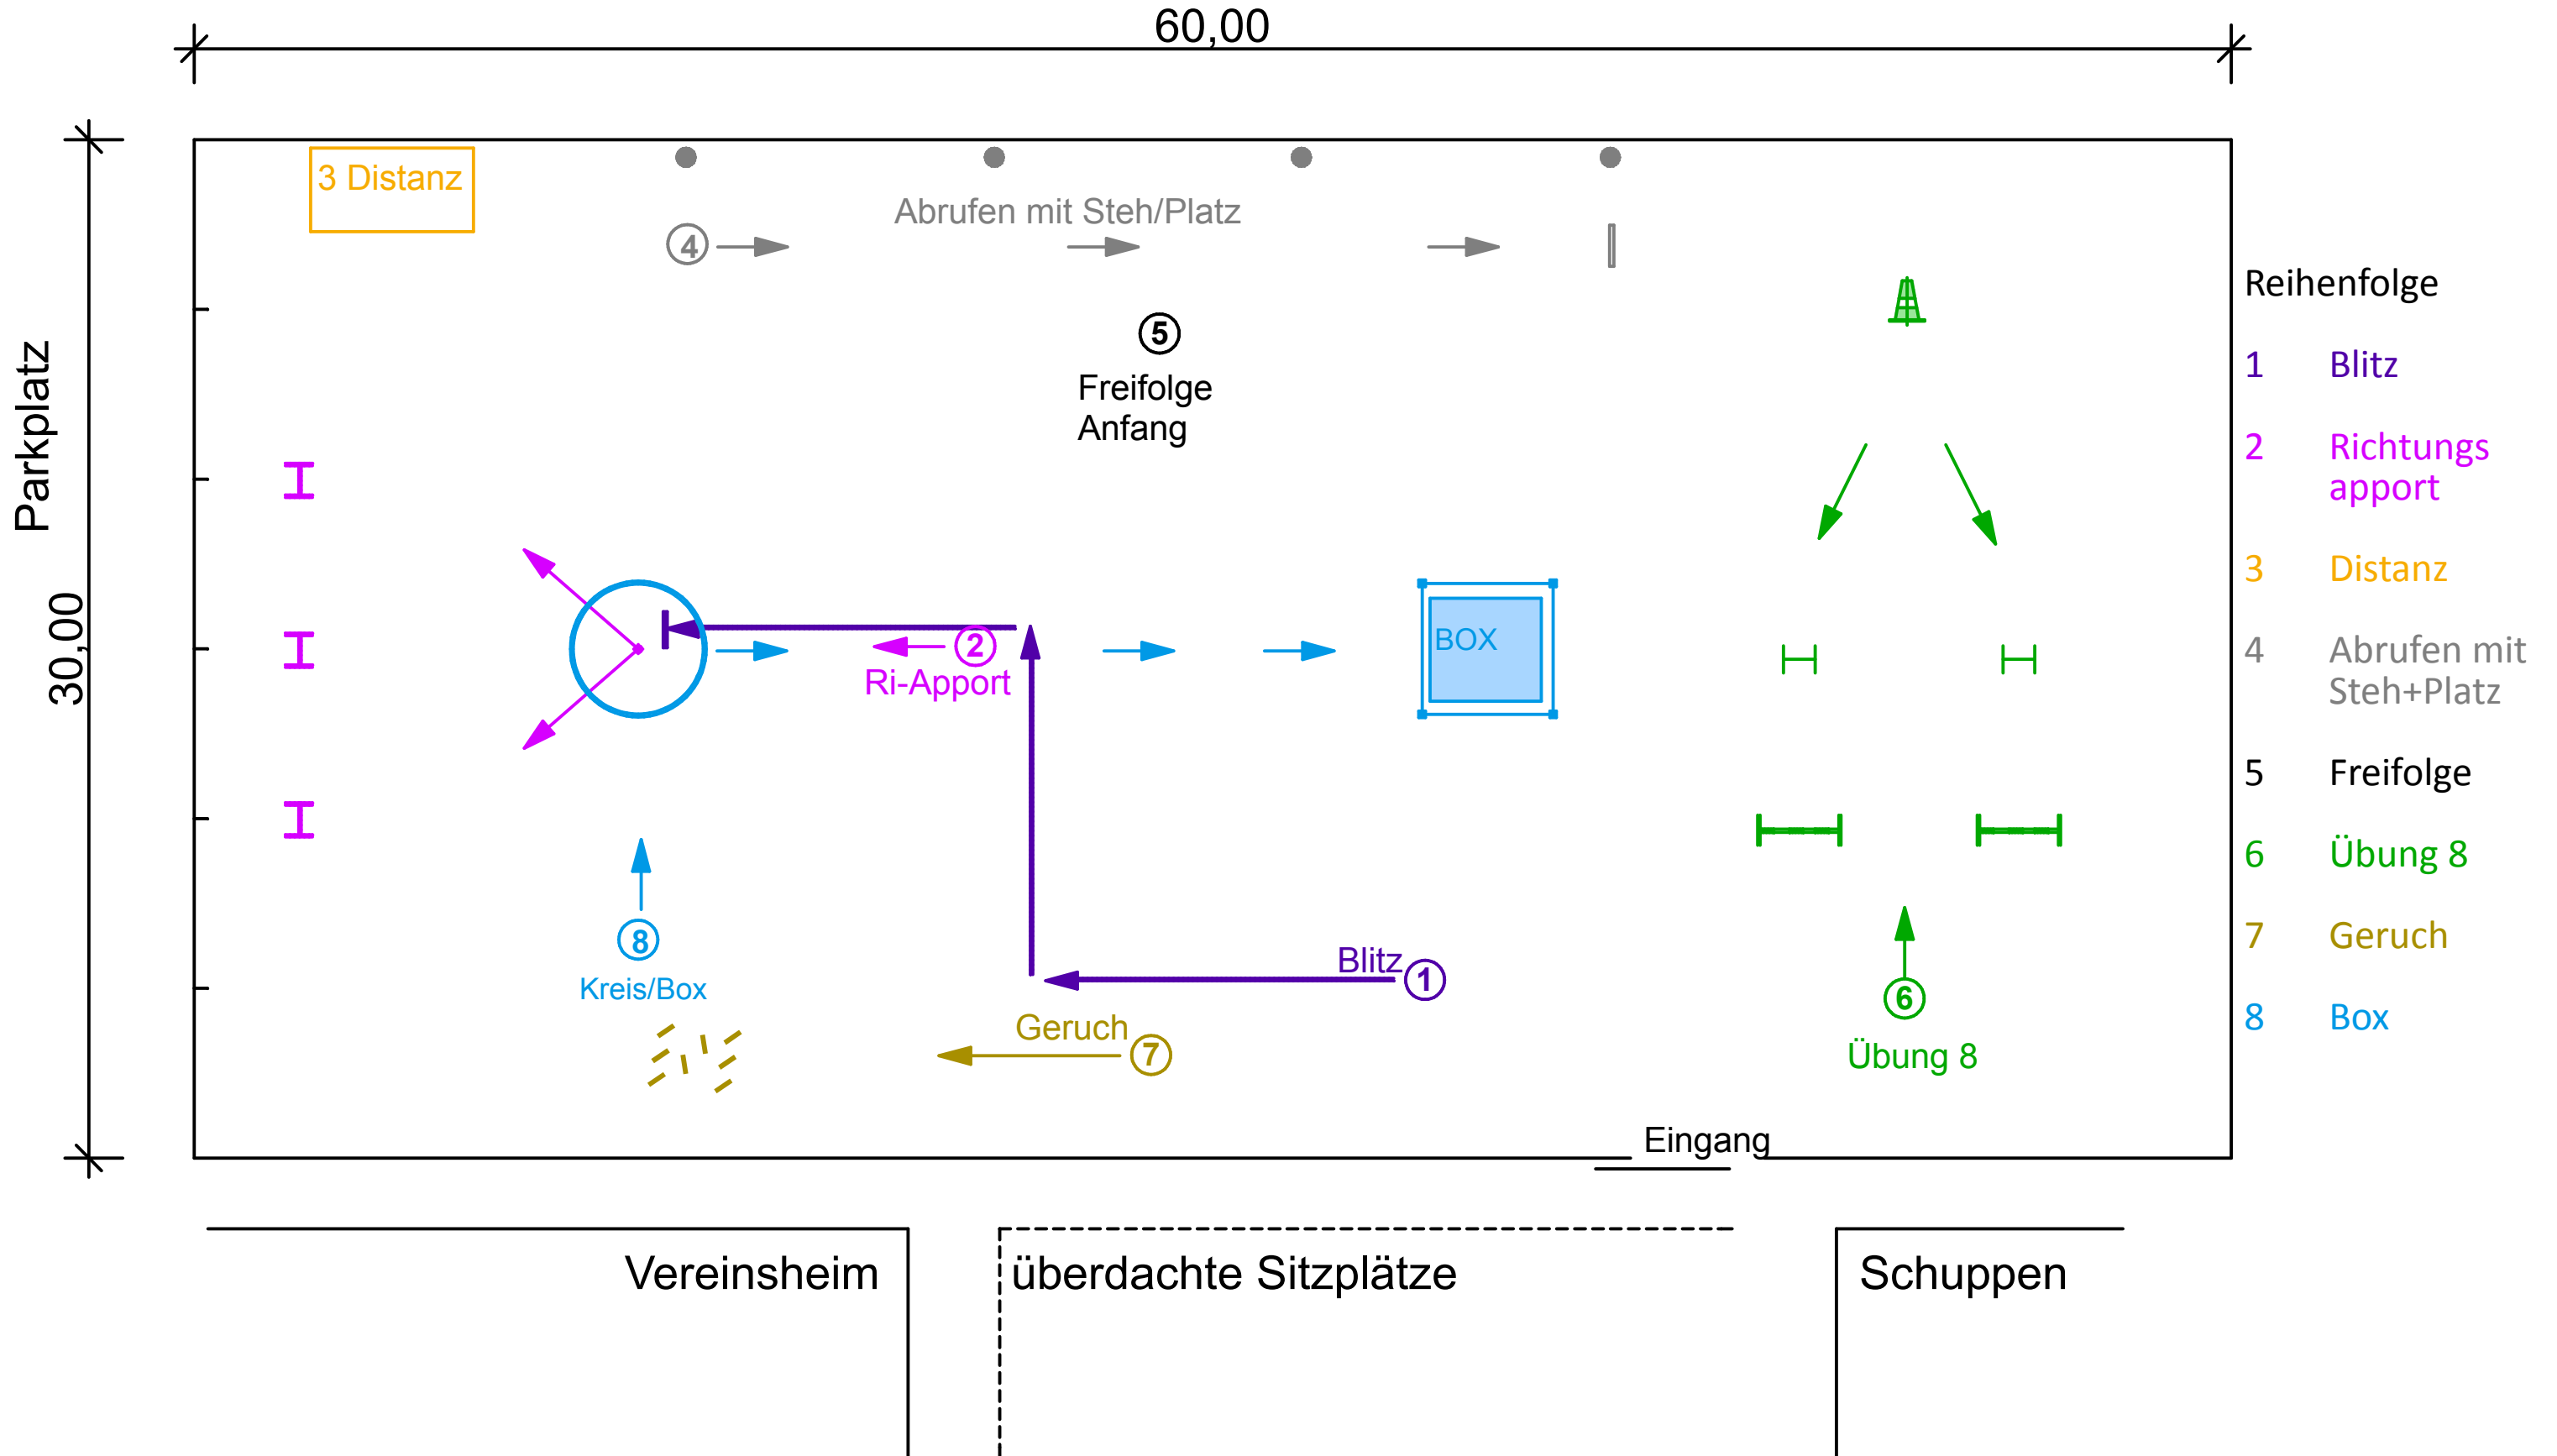 60,00
3 Distanz
Abrufen mit Steh/Platz
4
5
Freifolge
Anfang
Parkplatz
30,00
2
Ri-Apport
BOX
8
Kreis/Box
Blitz
1
Geruch
7
6
Übung 8
Eingang
Vereinsheim
überdachte Sitzplätze
Schuppen
Reihenfolge
1 Blitz
2 Richtungs
apport
3 Distanz
4 Abrufen mit
Steh+Platz
5 Freifolge
6 Übung 8
7 Geruch
8 Box